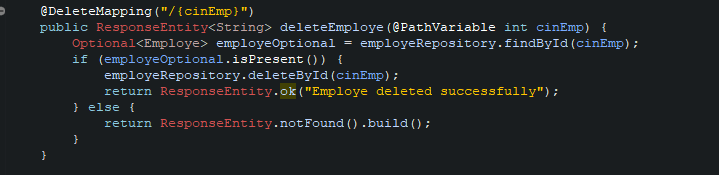 @DeleteMapping("/{cinEmp}")
public ResponseEntity<String> deleteEmploye(@PathVariable int cinEmp) {
Optional<Employe> employeOptional = employeRepository.findById(cinEmp);
if (employeOptional.isPresent()) {
employeRepository.deleteById(cinEmp);
return ResponseEntity.ok("Employe deleted successfully");
} else {
return ResponseEntity.notFound().build();
}
}